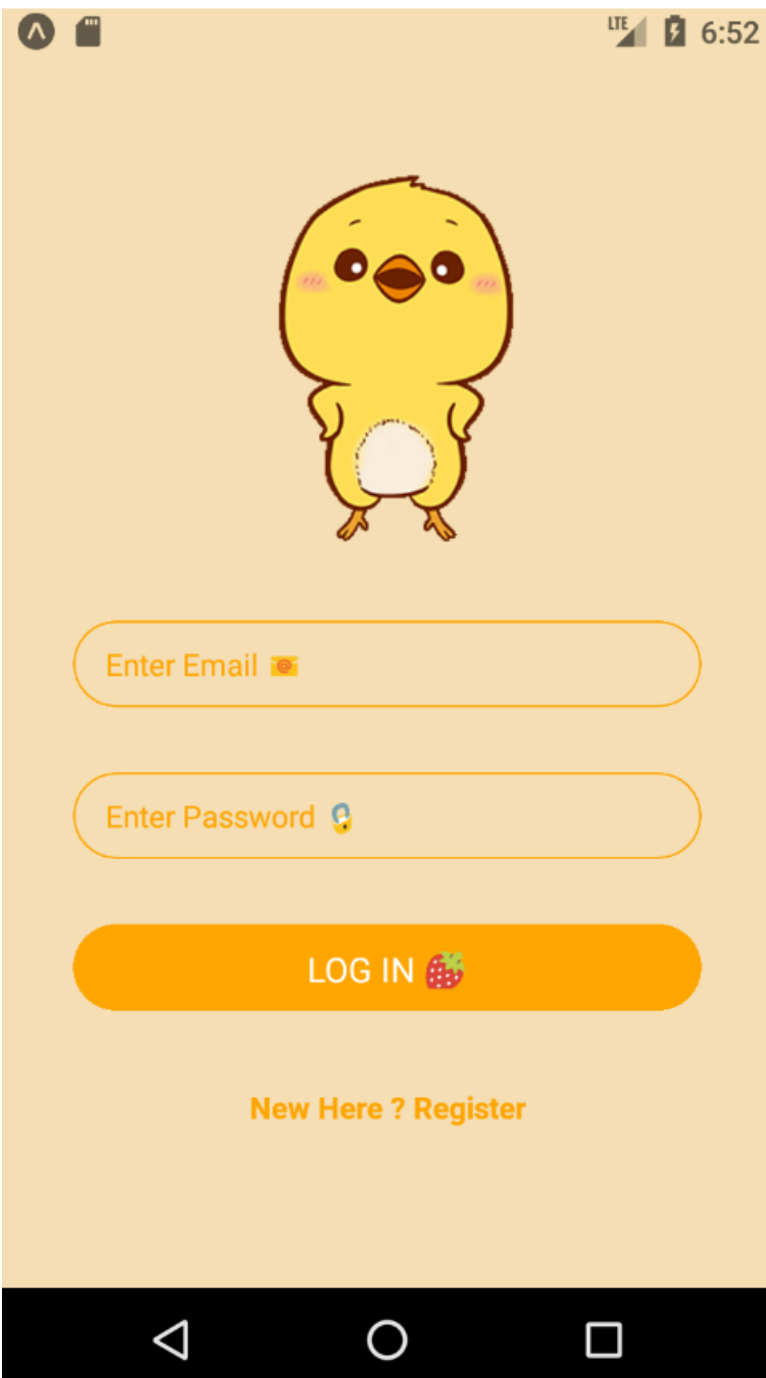 LTE 6:52
Enter Email 📧
Enter Password 🔓
LOG IN 🍓
New Here ? Register